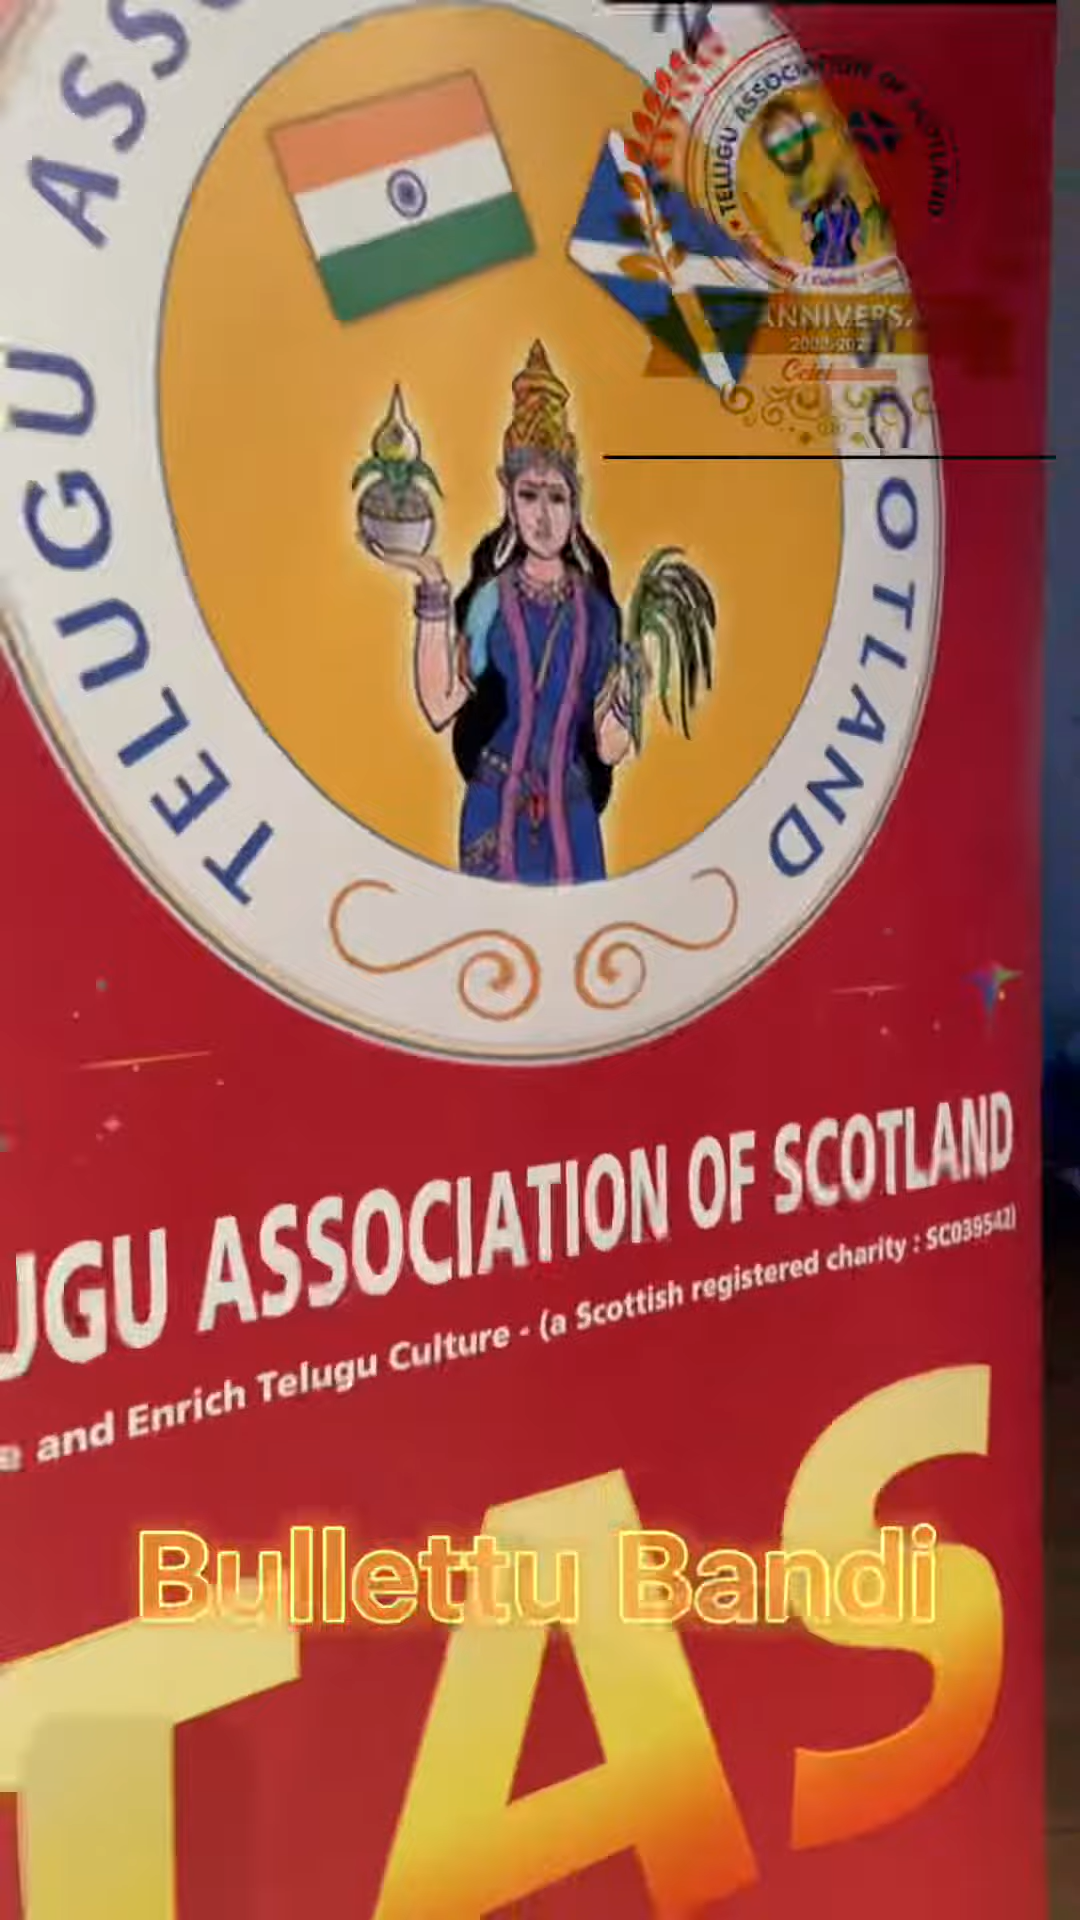 TELUGU ASS
OTLAND
TELUGU ASSOCIATION OF SCOTLAND
ANNIVERSA
UGU ASSOCIATION OF SCOTLAND
e and Enrich Telugu Culture - (a Scottish registered charity : SC039542)
Bullettu Bandi
TAS